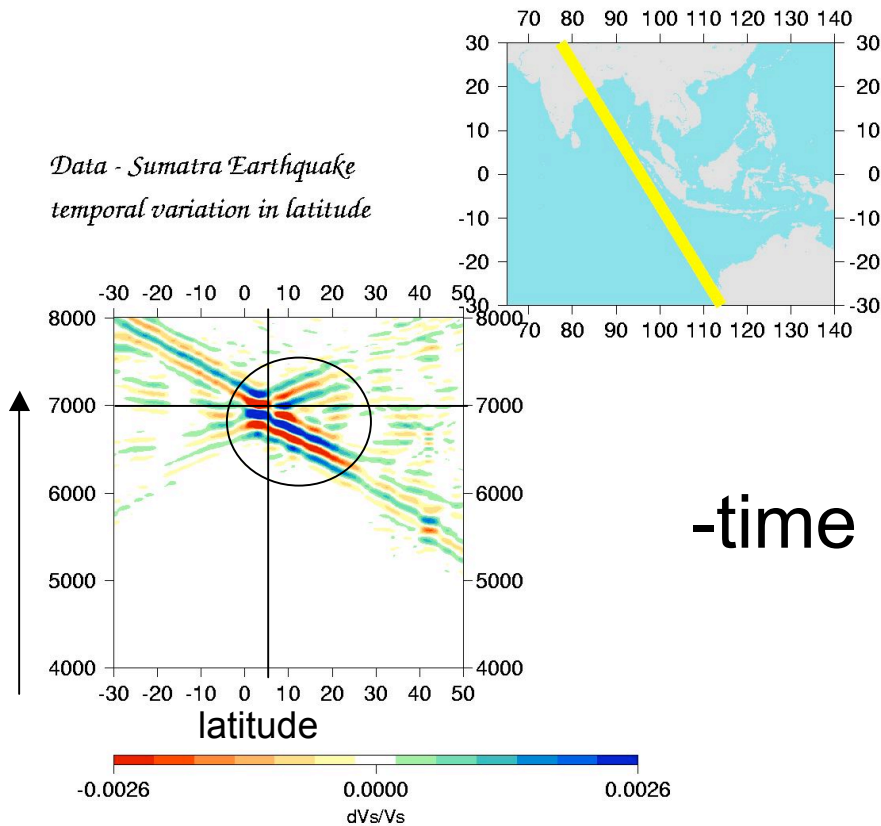 70 80 90 100 110 120 130 140
30 30
20 20
10 10
0 0
-10 -10
-20 -20
-30 -30
70 80 90 100 110 120 130 140
Data - Sumatra Earthquake
temporal variation in latitude
-30 -20 -10 0 10 20 30 40 50
8000 8000
7000 7000
6000 6000
5000 5000
4000 4000
-30 -20 -10 0 10 20 30 40 50
latitude
-time
-0.0026 0.0000 0.0026
dVs/Vs